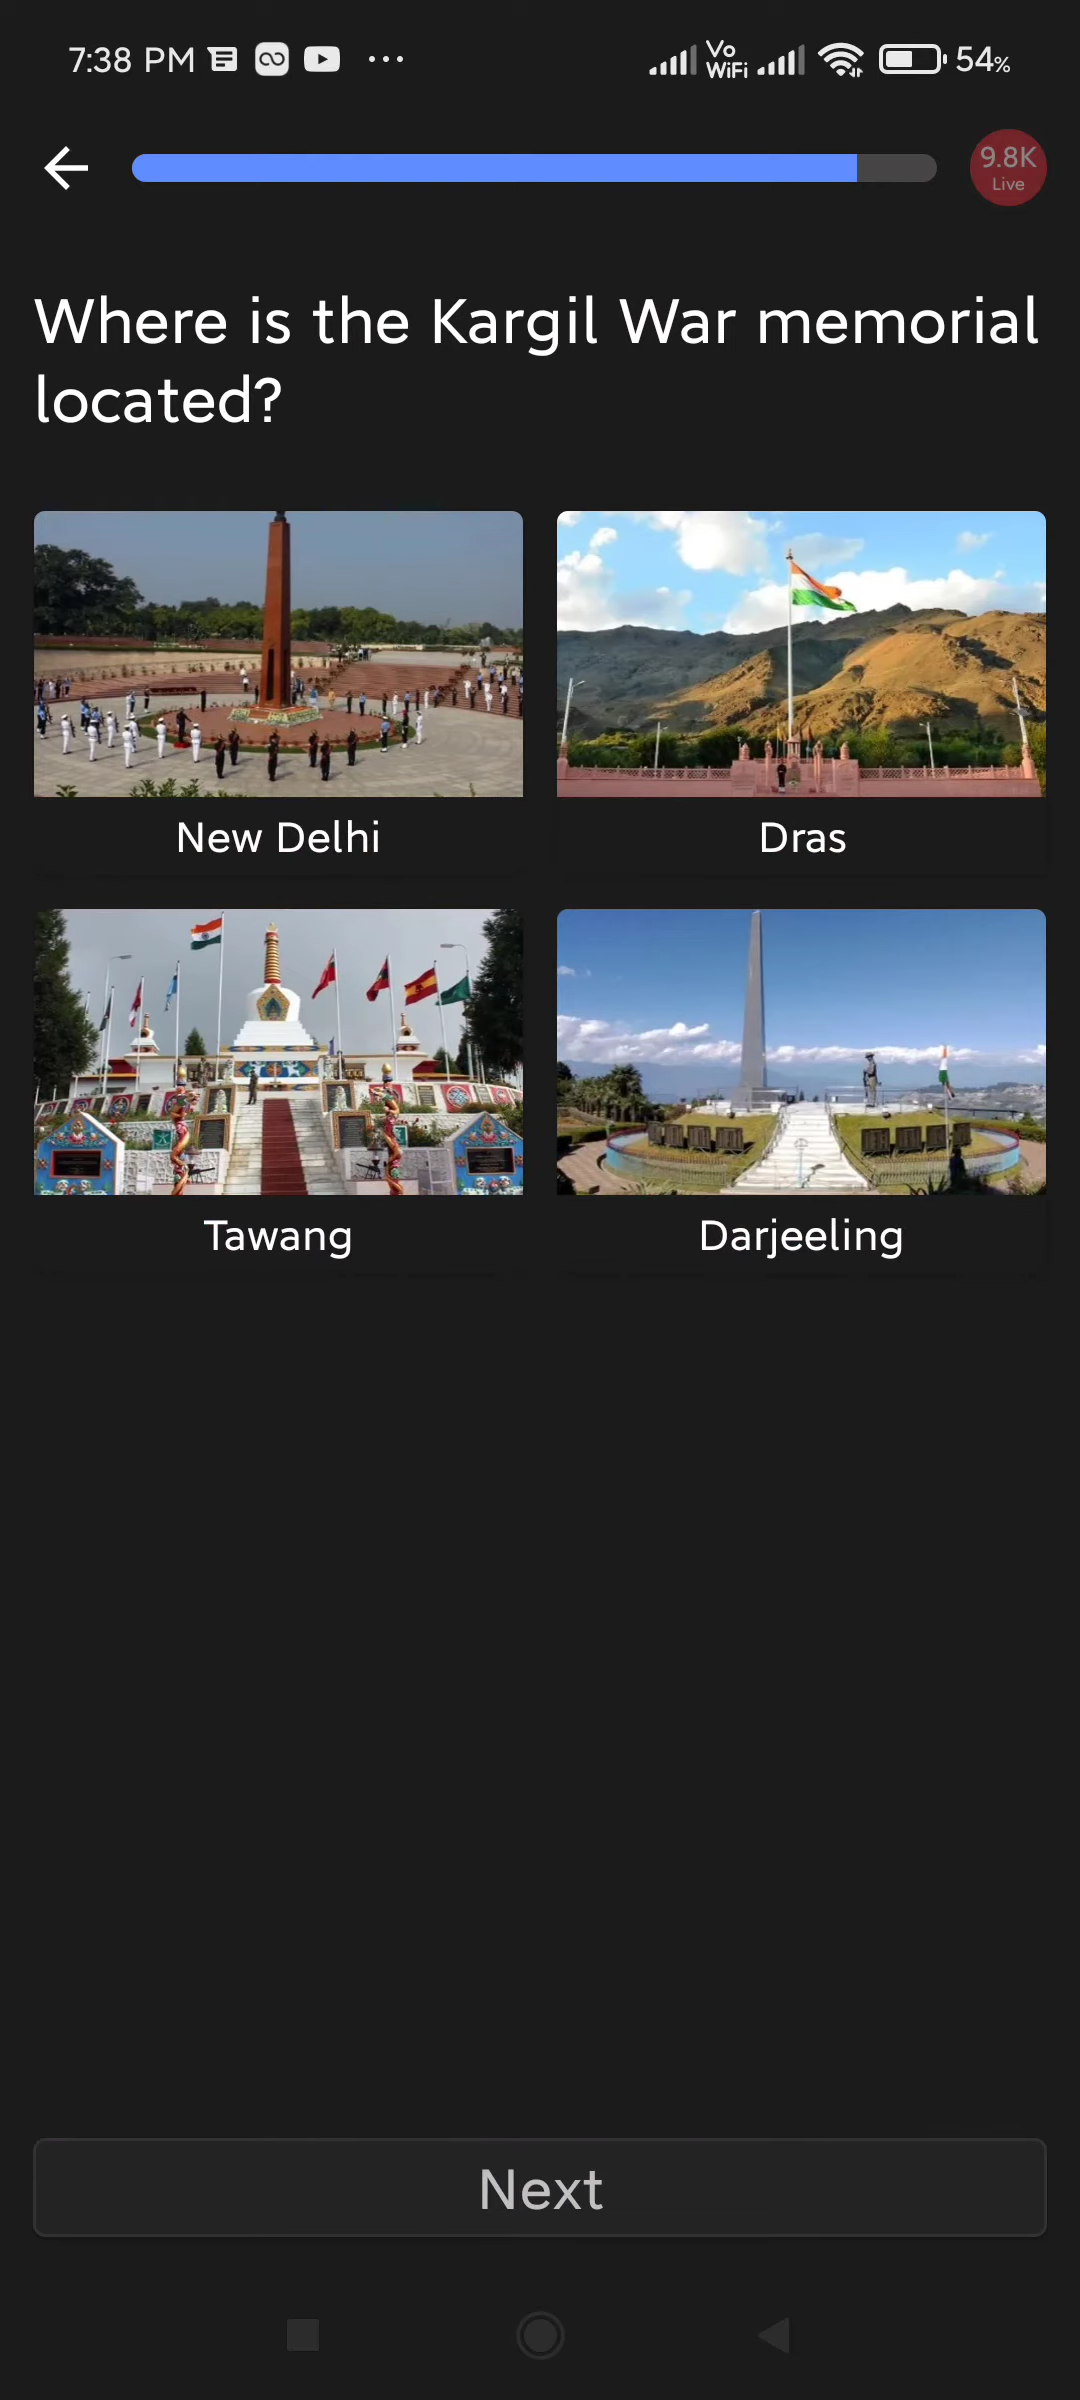 7:38 PM
Vo
WiFi
54%
9.8K
Live
Where is the Kargil War memorial
located?
New Delhi
Dras
Tawang
Darjeeling
Next